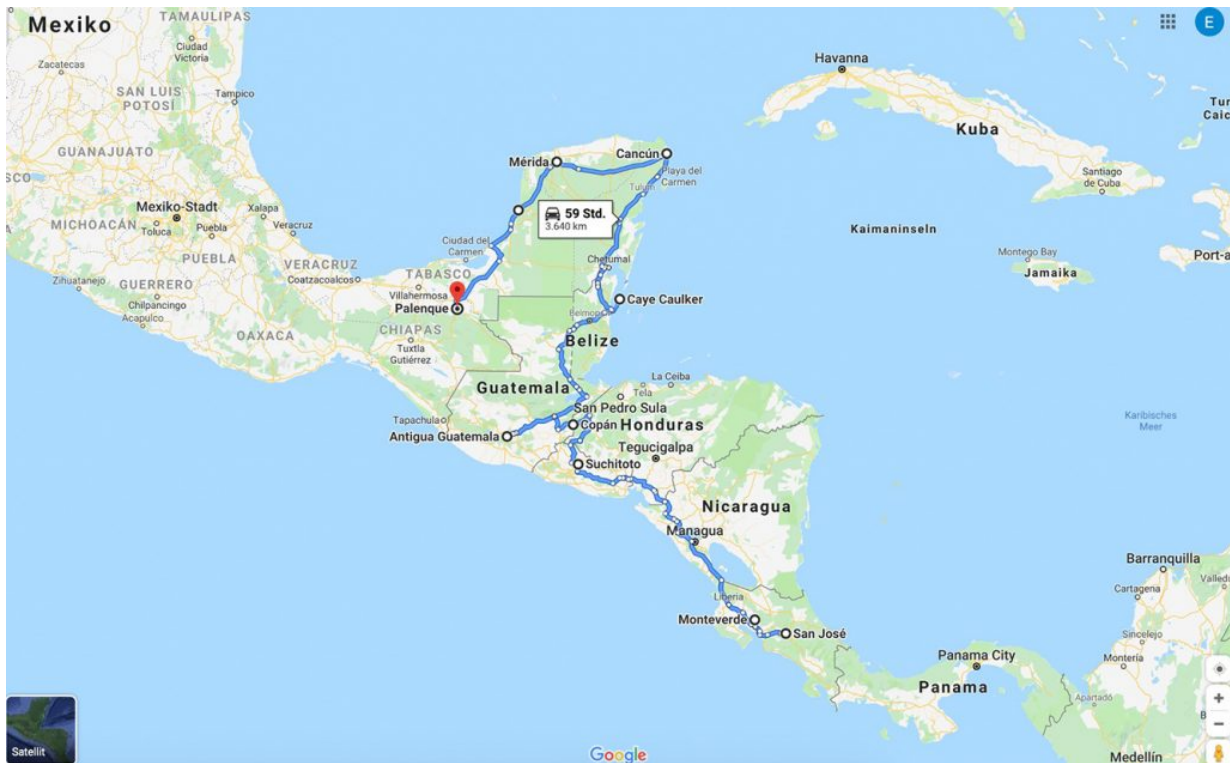 Mexiko
TAMAULIPAS
Ciudad
Victoria
Zacatecas
SAN LUIS
POTOSÍ
Tampico
GUANAJUATO
Mexiko-Stadt
MICHOACÁN
Toluca
Puebla
Xalapa
Veracruz
PUEBLA
VERACRUZ
Coatzacoalcos
Zihuatanejo
GUERRERO
Chilpancingo
Acapulco
OAXACA
Ciudad del
Carmen
TABASCO
Villahermosa
Palenque
CHIAPAS
Tuxtla
Gutiérrez
Tapachula
Mérida
Cancún
Playa del
Carmen
Tulum
59 Std.
3.640 km
Chetumal
Caye Caulker
Belmopan
Belize
Guatemala
La Ceiba
Tela
San Pedro Sula
Copán
Honduras
Antigua Guatemala
Tegucigalpa
Suchitoto
Nicaragua
Managua
Liberia
Monteverde
San José
Havanna
Kuba
Santiago
de Cuba
Kaimaninseln
Montego Bay
Jamaika
Port-a
Tur
Caic
E
Karibisches
Meer
Barranquilla
Valledu
Cartagena
Sincelejo
Montería
Panama City
Panama
Apartadó
Medellín
Satellit
Google